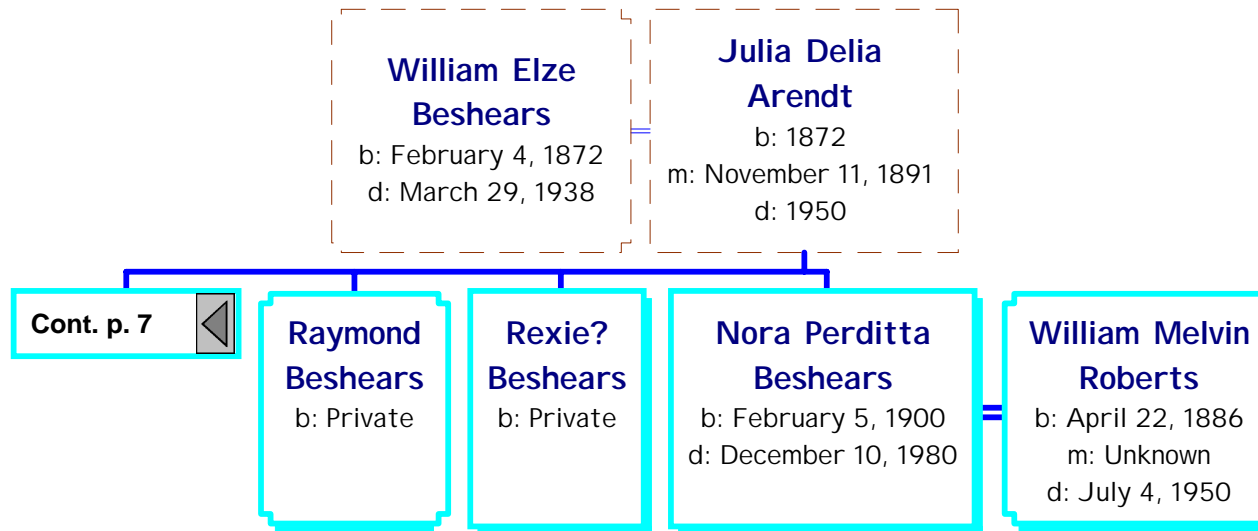 William Elze
Beshears
b: February 4, 1872
d: March 29, 1938
Julia Delia
Arendt
b: 1872
m: November 11, 1891
d: 1950
Cont. p. 7
Raymond
Beshears
b: Private
Rexie?
Beshears
b: Private
Nora Perditta
Beshears
b: February 5, 1900
d: December 10, 1980
William Melvin
Roberts
b: April 22, 1886
m: Unknown
d: July 4, 1950